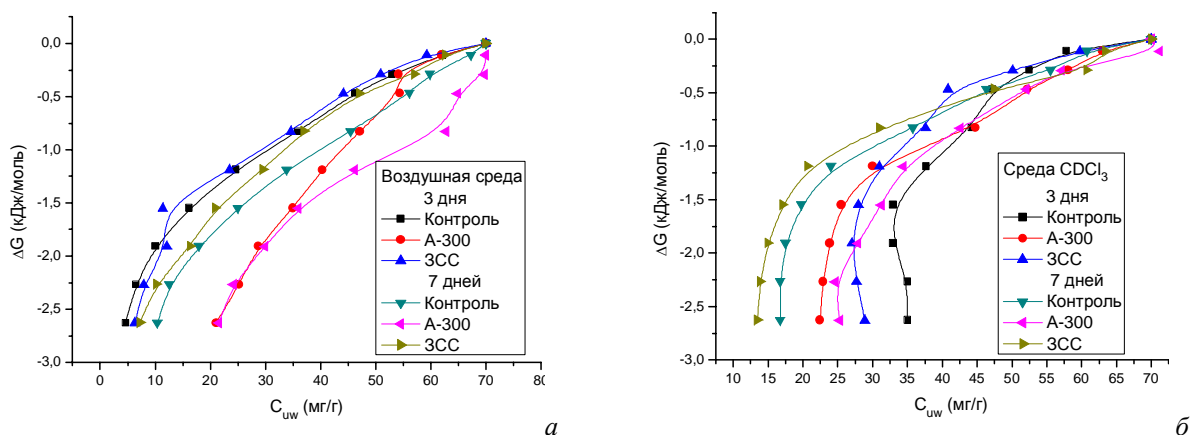 0,0
-0,5
-1,0
-1,5
-2,0
-2,5
-3,0
ΔG (кДж/моль)
0 10 20 30 40 50 60 70 80
C_uw (мг/г)
Воздушная среда
3 дня
Контроль
А-300
ЗСС
7 дней
Контроль
А-300
ЗСС
а
0,0
-0,5
-1,0
-1,5
-2,0
-2,5
-3,0
ΔG (кДж/моль)
10 15 20 25 30 35 40 45 50 55 60 65 70
C_uw (мг/г)
Среда CDCl₃
3 дня
Контроль
А-300
ЗСС
7 дней
Контроль
А-300
ЗСС
б